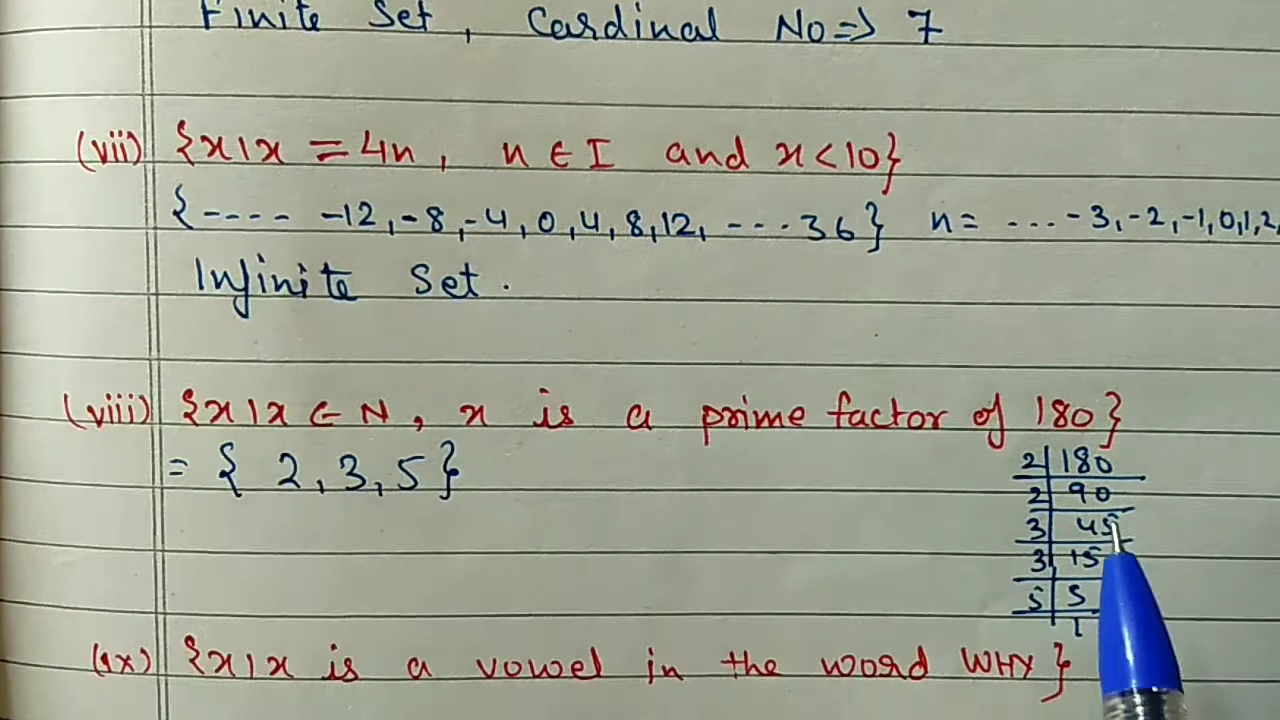 Finite Set, Cardinal No => 7
(vii) {x|x = 4n, n ∈ I and x < 10}
{---- -12, -8, -4, 0, 4, 8, 12, ---36} n = ... -3, -2, -1, 0, 1, 2,
Infinite Set.
(viii) {x|x ∈ N, x is a prime factor of 180}
= { 2, 3, 5}
2|180
2|90
3|45
3|15
5|5
|1
(ix) {x|x is a vowel in the word WHY}